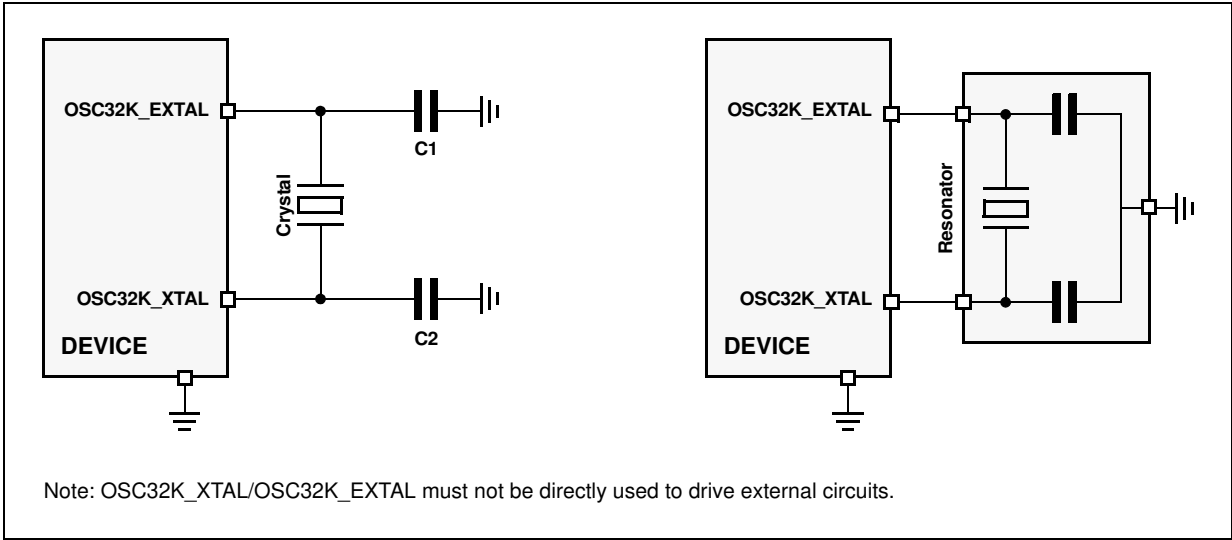 OSC32K_EXTAL
C1
Crystal
OSC32K_XTAL
C2
DEVICE
OSC32K_EXTAL
Resonator
OSC32K_XTAL
DEVICE
Note: OSC32K_XTAL/OSC32K_EXTAL must not be directly used to drive external circuits.